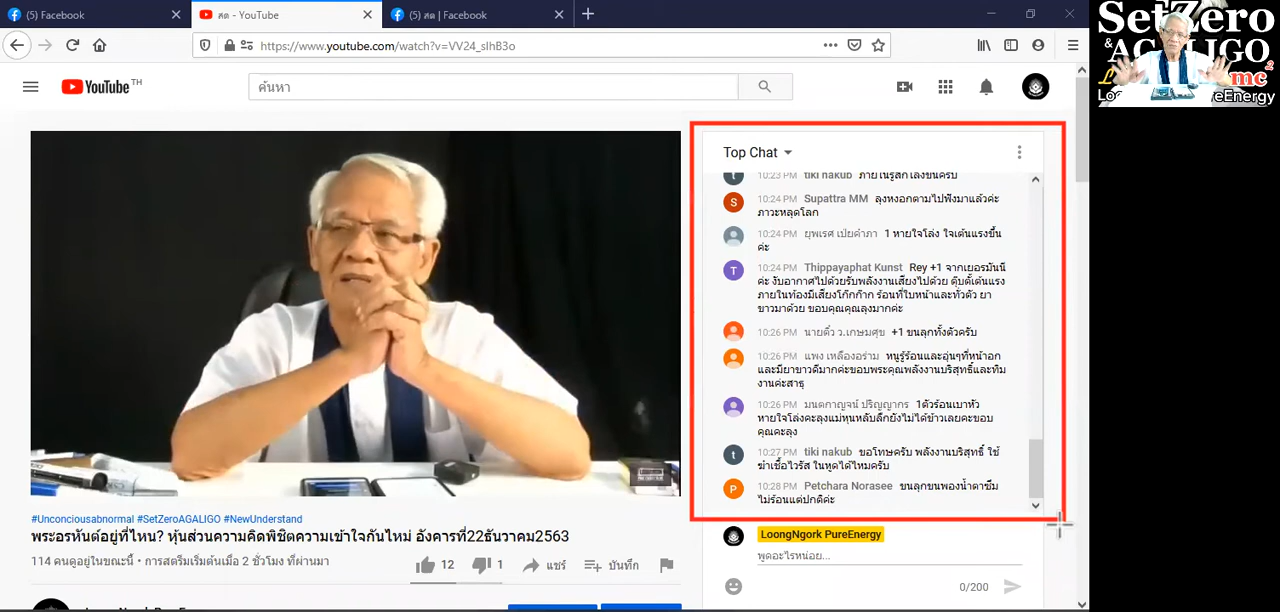 (5) Facebook
สด - YouTube
(5) สด | Facebook
https://www.youtube.com/watch?v=VV24_slhB3o
YouTube TH
ค้นหา
SetZero
&AGALIGO
mc²
eEnergy
Top Chat
10:23 PM tiki nakub ภายในรู้สึกโล่งขึ้นครับ
10:24 PM Supattra MM ลุงหงอกตามไปฟังมาแล้วค่ะ
ภาวะหลุดโลก
10:24 PM ยุพเรศ เปียคำภา 1 หายใจโล่ง ใจเต้นแรงขึ้น
ค่ะ
10:24 PM Thippayaphat Kunst Rey +1 จากเยอรมันนี
ค่ะ งับอากาศไปด้วยรับพลังงานเสียงไปด้วย ตุ๊บตั๊บเต้นแรง
ภายในท้องมีเสียงโก๊กก๊าก ร้อนที่ใบหน้าและทั่วตัว ยา
ขาวมาด้วย ขอบคุณคุณลุงมากค่ะ
10:26 PM นายติ๋ว ว.เกษมศุข +1 ขนลุกทั้งตัวครับ
10:26 PM แพง เหลืองอร่าม หนูรู้ร้อนและอุ่นๆที่หน้าอก
และมียาขาวดีมากค่ะขอบพระคุณพลังงานบริสุทธิ์และทีม
งานค่ะสาธุ
10:26 PM มนตกาญจน์ ปริญญากร 1ตัวร้อนเบาหัว
หายใจโล่งคะลุงแม่หุนหลับลึกยังไม่ได้ข้าวเลยคะขอบ
คุณคะลุง
10:27 PM tiki nakub ขอโทษครับ พลังงานบริสุทธิ์ ใช้
ฆ่าเชื้อไวรัส ในหูดได้ไหมครับ
10:28 PM Petchara Norasee ขนลุกขนพองน้ำตาซึม
ไม่ร้อนแต่ปกติค่ะ
LoongNgork PureEnergy
พูดอะไรหน่อย...
0/200
#Unconciousabnormal #SetZeroAGALIGO #NewUnderstand
พระอรหันต์อยู่ที่ไหน? หุ้นส่วนความคิดพิชิตความเข้าใจกันไหม่ อังคารที่22ธันวาคม2563
114 คนดูอยู่ในขณะนี้ • การสตรีมเริ่มต้นเมื่อ 2 ชั่วโมง ที่ผ่านมา
12
1
แชร์
บันทึก